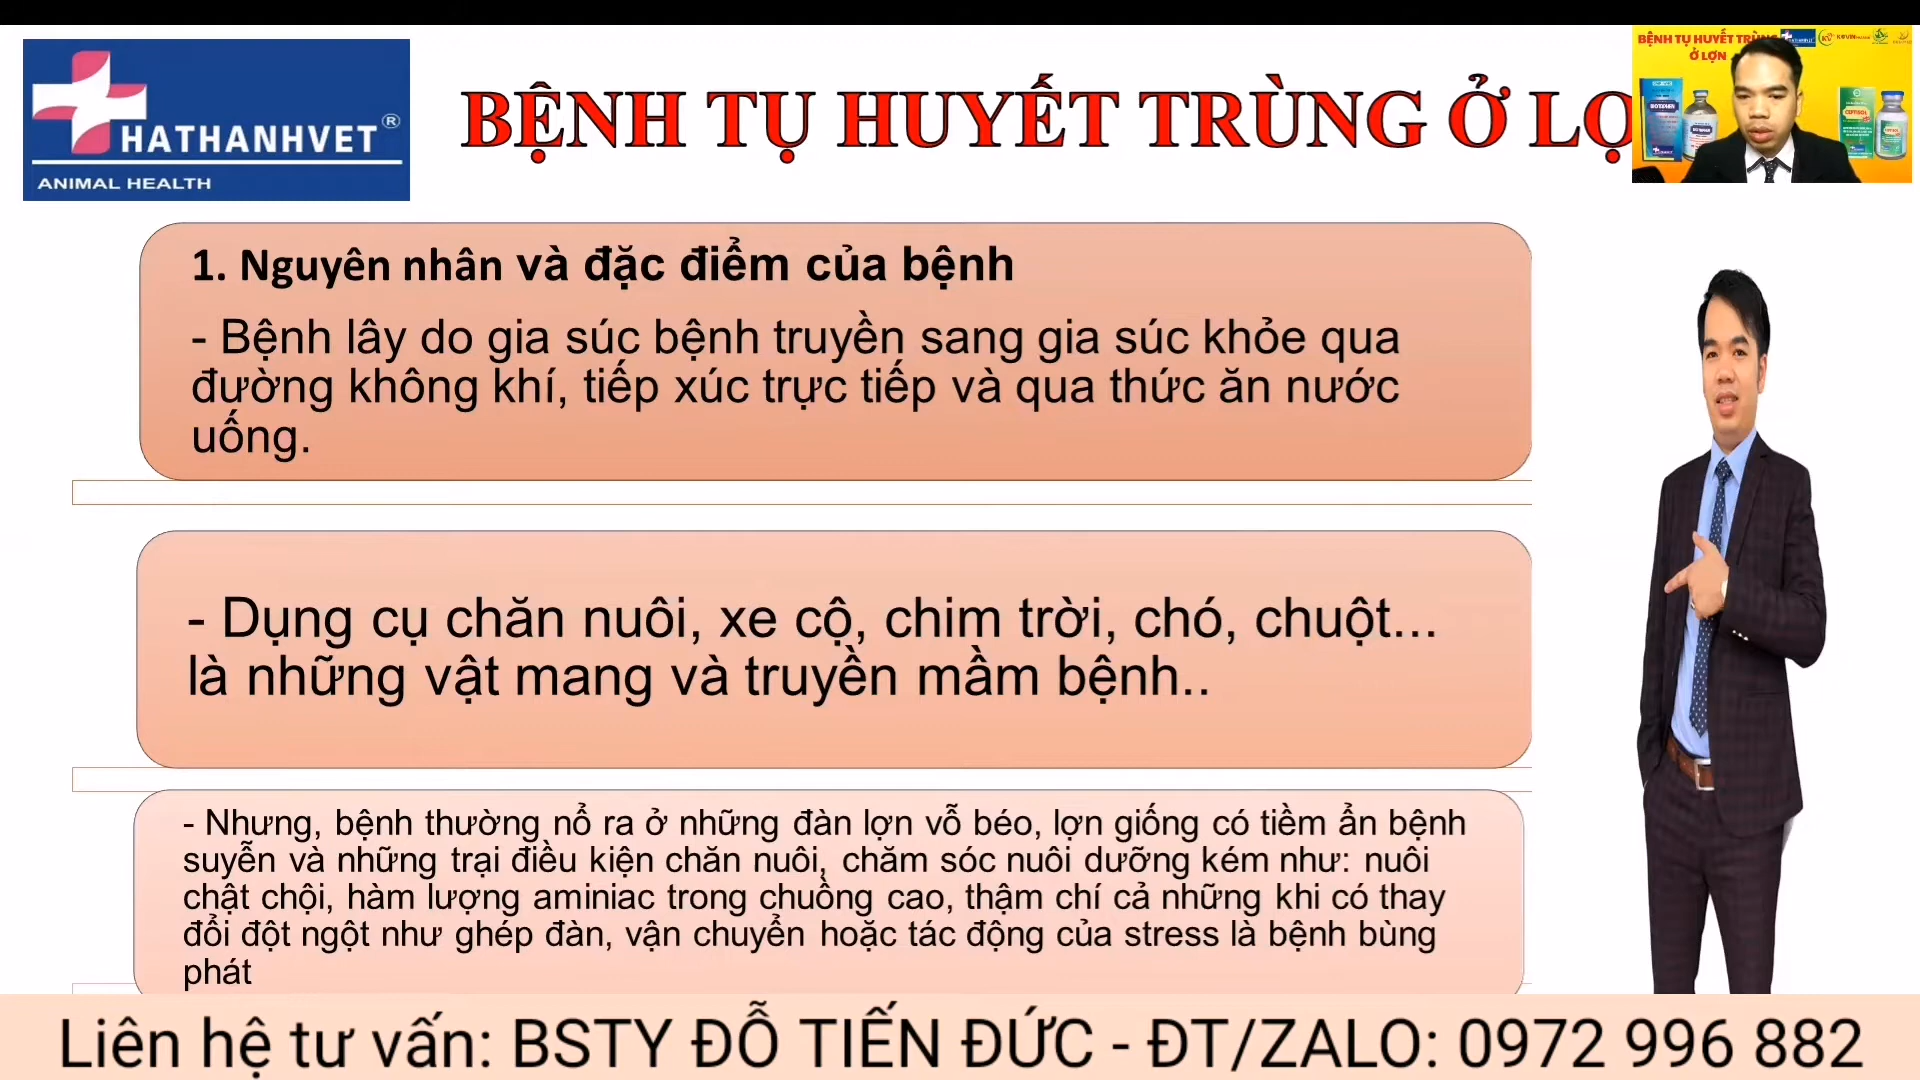 HATHANHVET®
ANIMAL HEALTH
BỆNH TỤ HUYẾT TRÙNG Ở LỢ
BỆNH TỤ HUYẾT TRÙNG
Ở LỢN
1. Nguyên nhân và đặc điểm của bệnh
- Bệnh lây do gia súc bệnh truyền sang gia súc khỏe qua
đường không khí, tiếp xúc trực tiếp và qua thức ăn nước
uống.
- Dụng cụ chăn nuôi, xe cộ, chim trời, chó, chuột...
là những vật mang và truyền mầm bệnh..
- Nhưng, bệnh thường nổ ra ở những đàn lợn vỗ béo, lợn giống có tiềm ẩn bệnh
suyễn và những trại điều kiện chăn nuôi, chăm sóc nuôi dưỡng kém như: nuôi
chật chội, hàm lượng aminiac trong chuồng cao, thậm chí cả những khi có thay
đổi đột ngột như ghép đàn, vận chuyển hoặc tác động của stress là bệnh bùng
phát
Liên hệ tư vấn: BSTY ĐỖ TIẾN ĐỨC - ĐT/ZALO: 0972 996 882